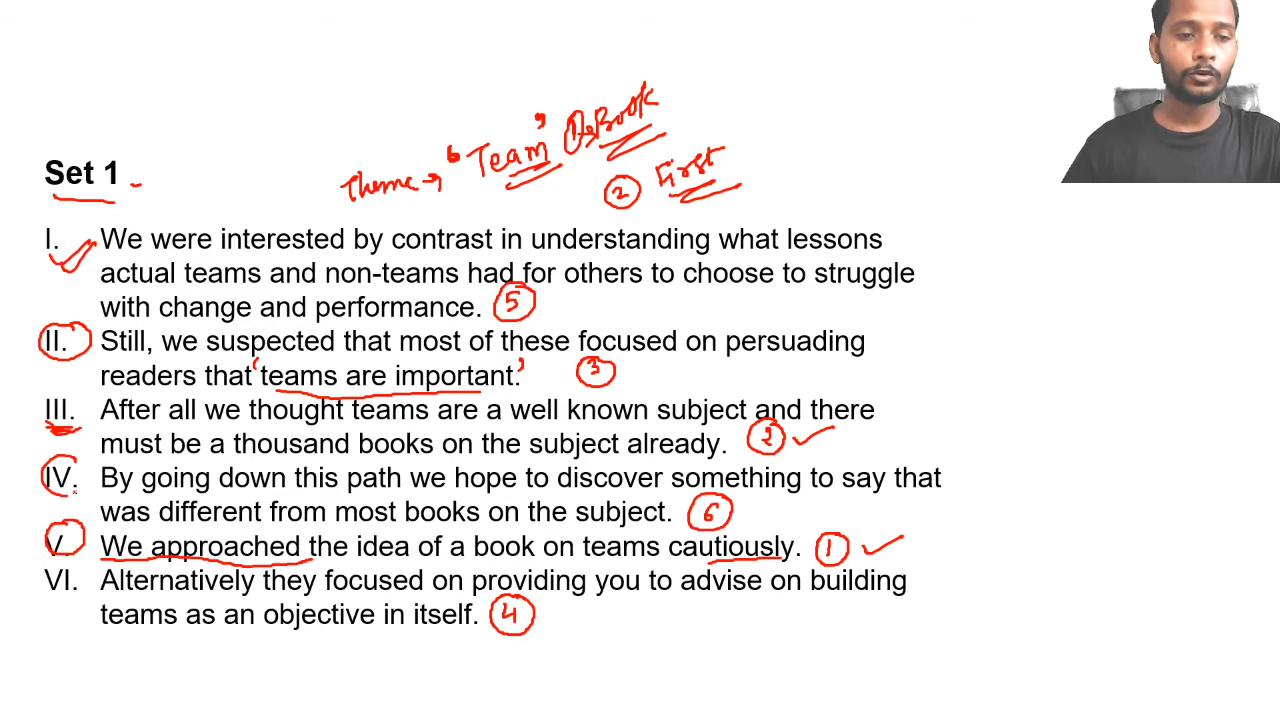 Theme → "Team" Book
Set 1 -
② First
I. We were interested by contrast in understanding what lessons
actual teams and non-teams had for others to choose to struggle
with change and performance. ⑤
II. Still, we suspected that most of these focused on persuading
readers that ‘teams are important.’ ③
III. After all we thought teams are a well known subject and there
must be a thousand books on the subject already. ②
IV. By going down this path we hope to discover something to say that
was different from most books on the subject. ⑥
V. We approached the idea of a book on teams cautiously. ①
VI. Alternatively they focused on providing you to advise on building
teams as an objective in itself. ④